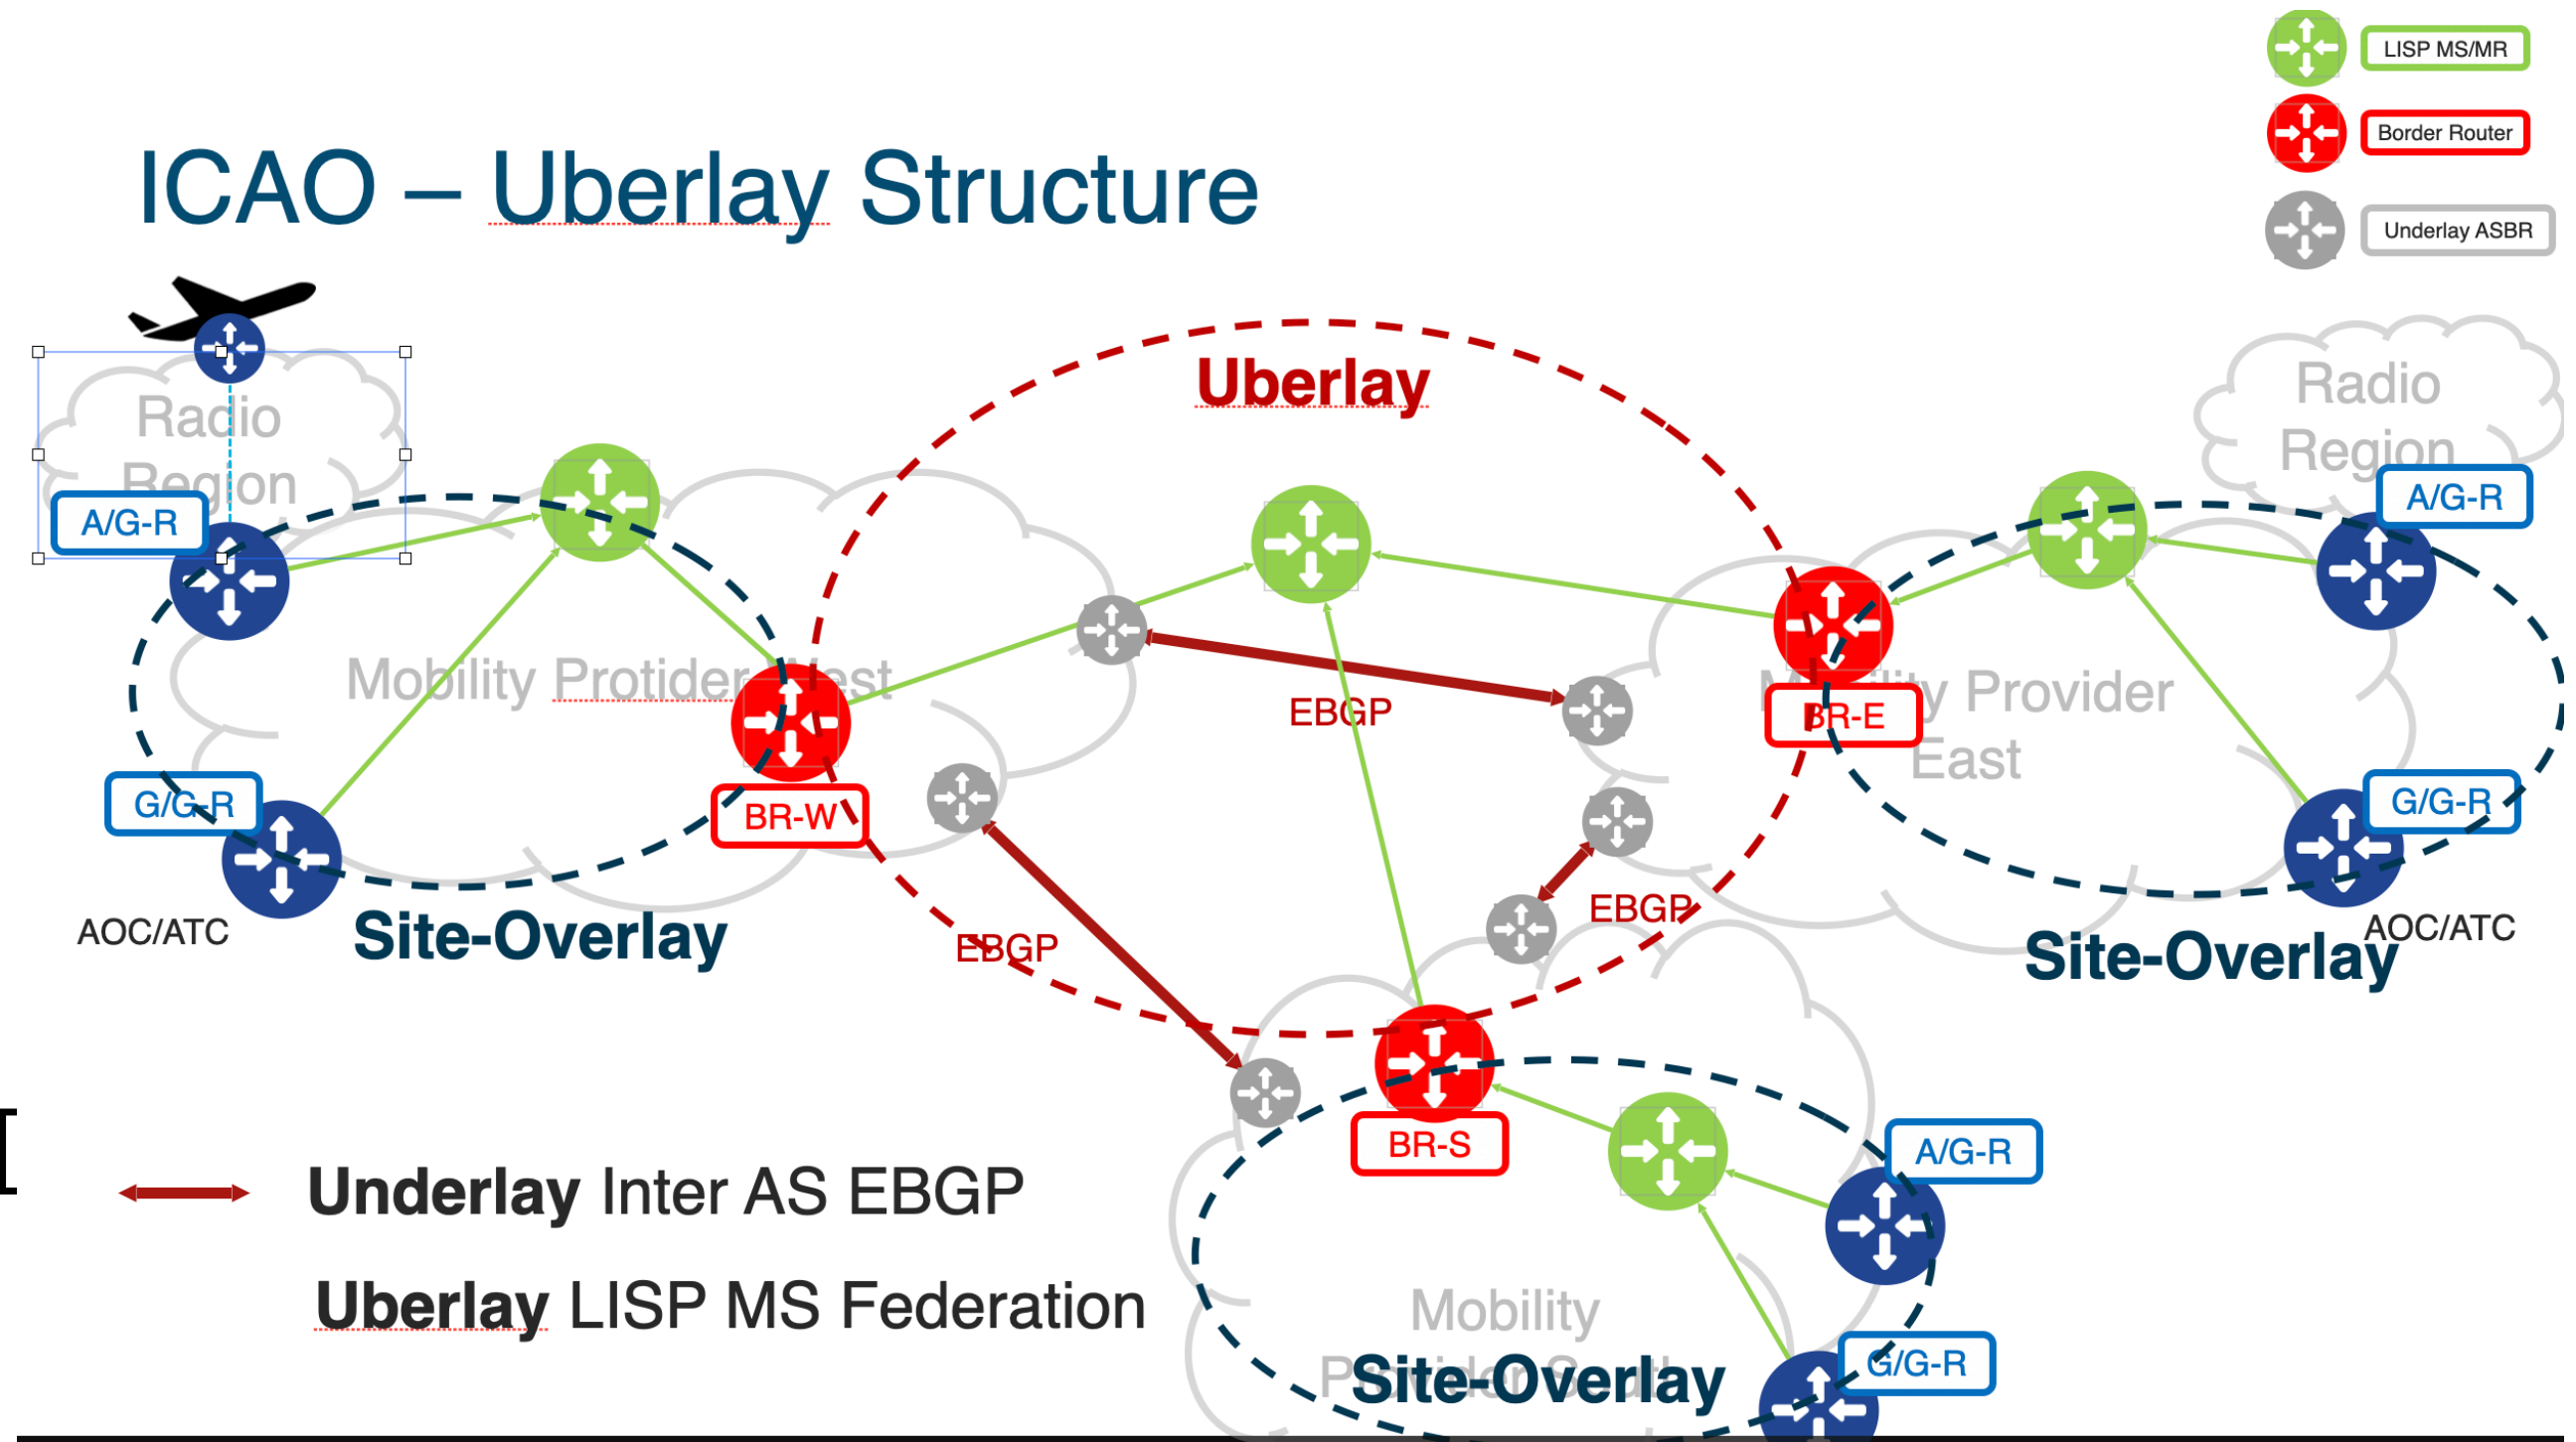 LISP MS/MR
Border Router
ICAO – Uberlay Structure
Underlay ASBR
Uberlay
Radio
Region
Radio
Region
A/G-R
A/G-R
Mobility Protider West
EBGP
Mobility Provider
East
BR-E
G/G-R
BR-W
G/G-R
AOC/ATC
Site-Overlay
EBGP
EBGP
AOC/ATC
Site-Overlay
BR-S
A/G-R
Underlay Inter AS EBGP
Uberlay LISP MS Federation
Mobility
Provider South
Site-Overlay
G/G-R